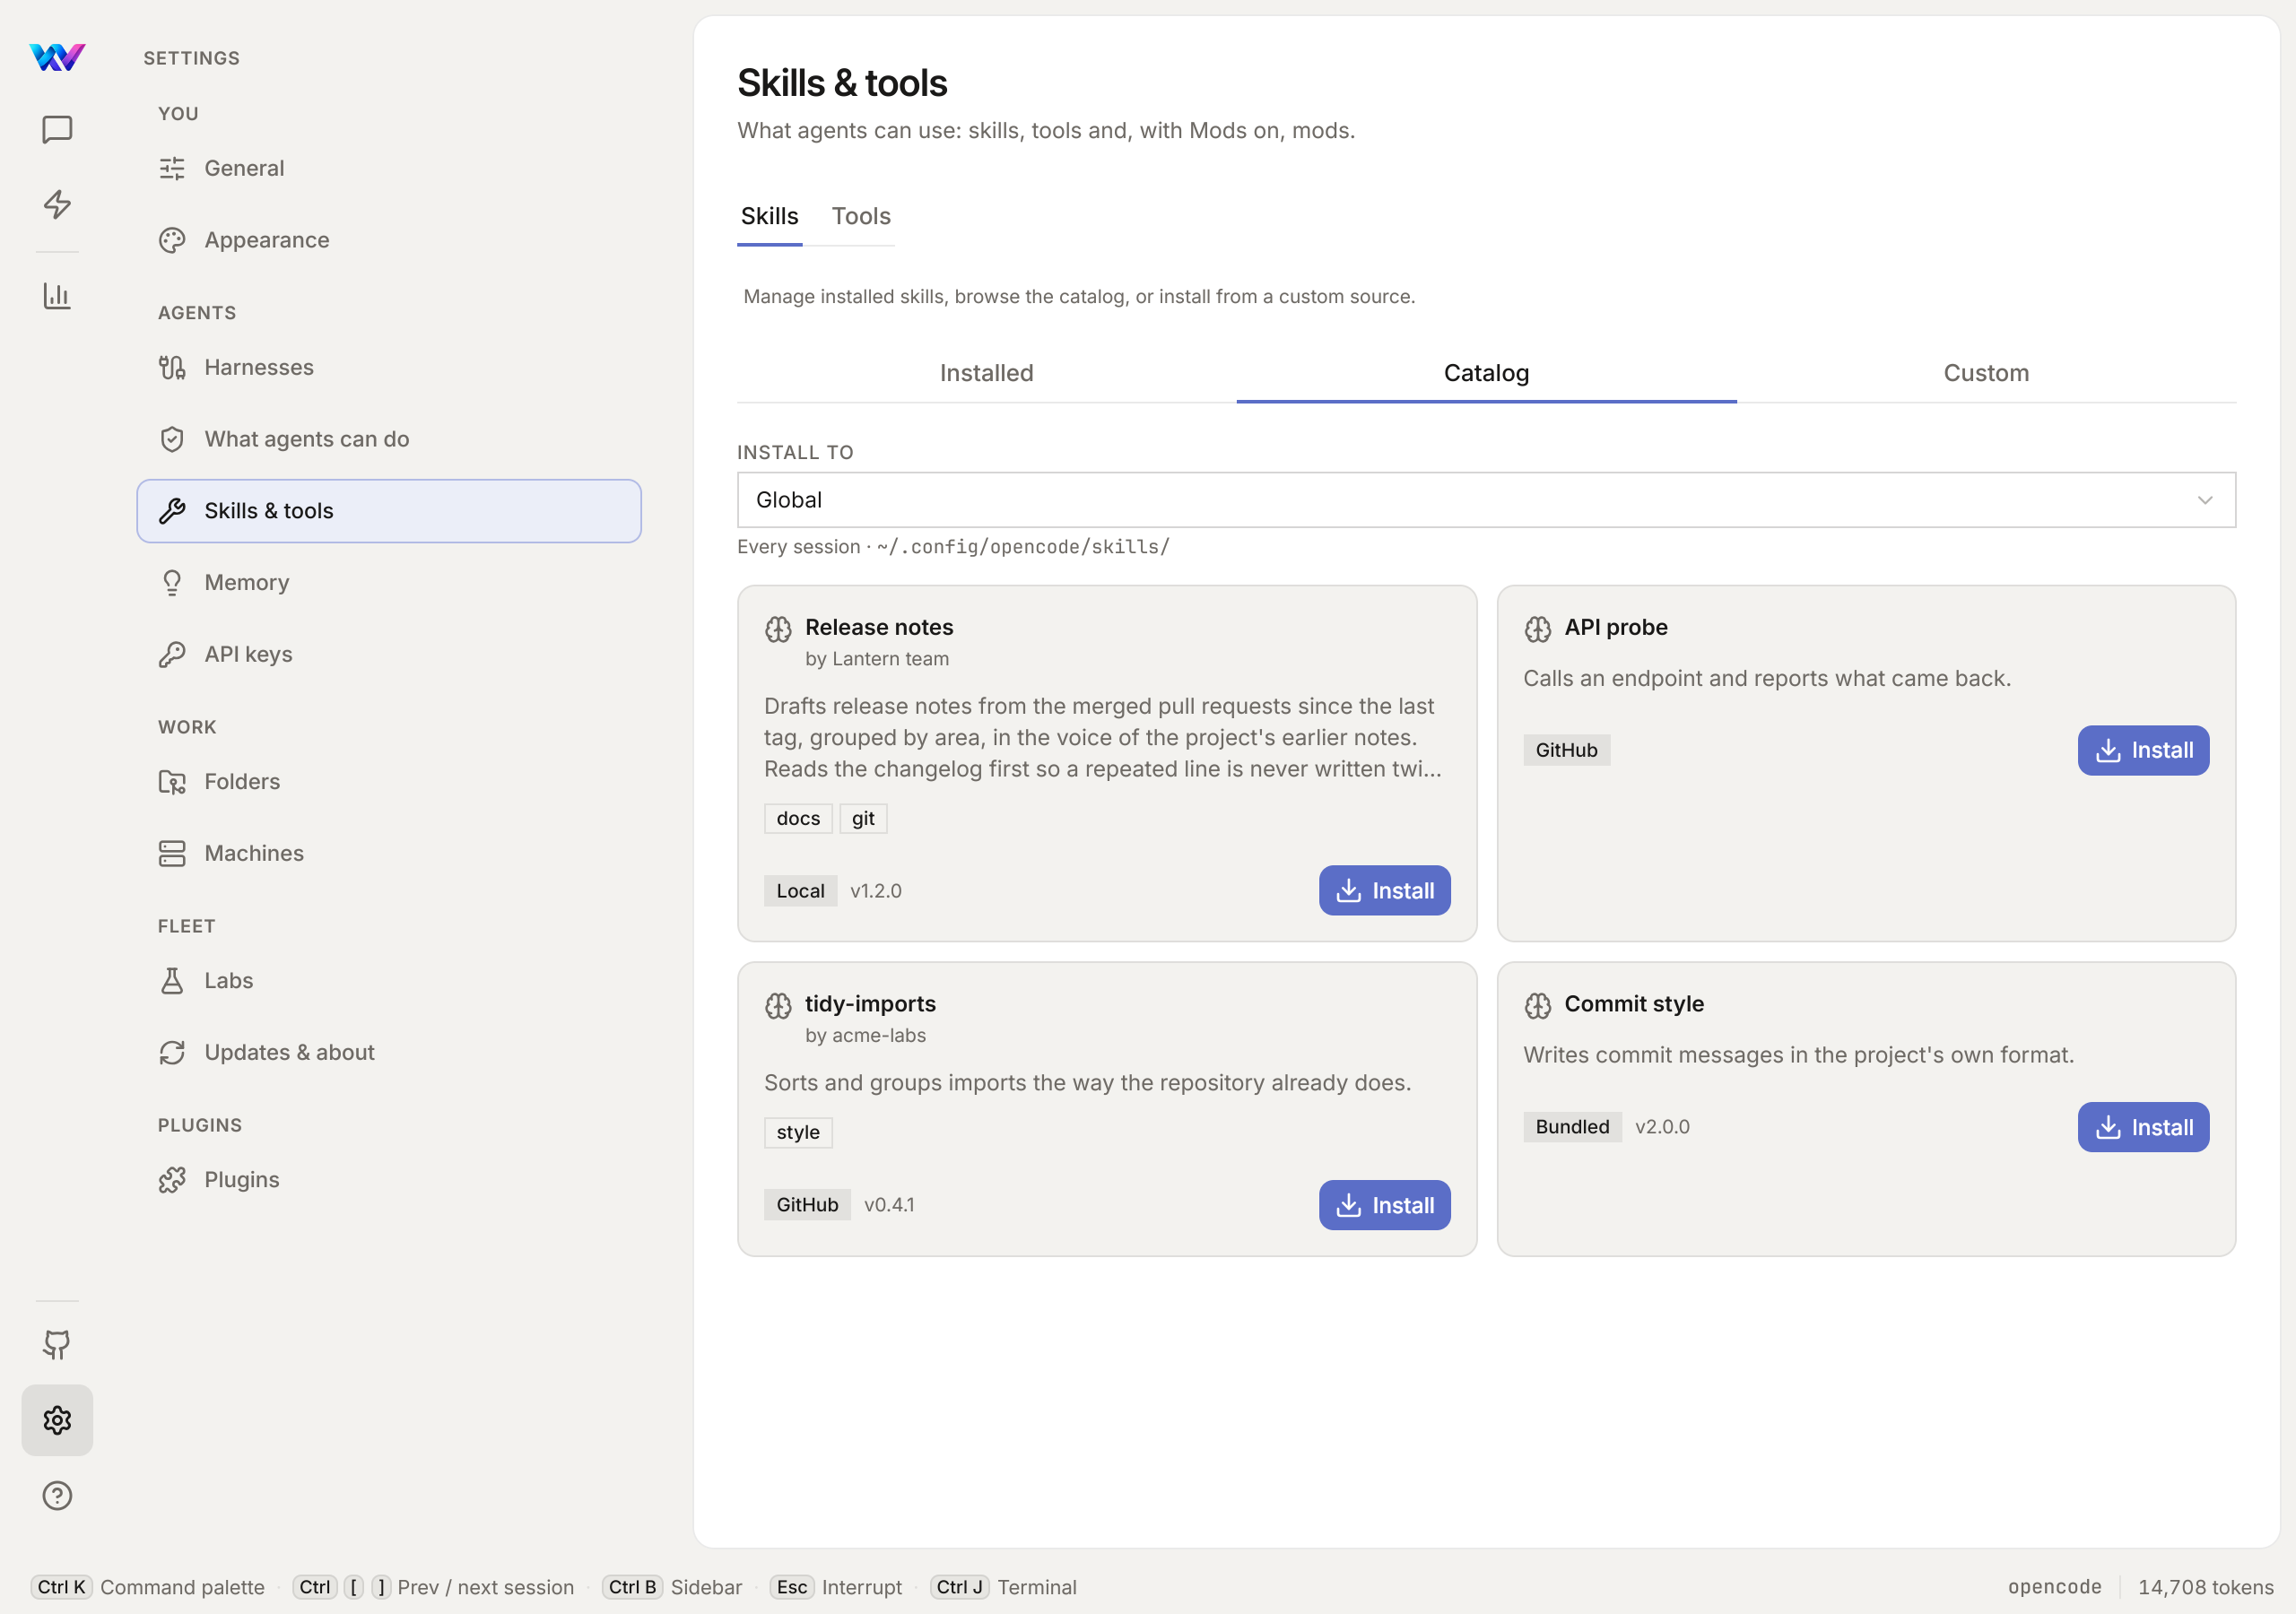 SETTINGS
YOU
General
Appearance
AGENTS
Harnesses
What agents can do
Skills & tools
Memory
API keys
WORK
Folders
Machines
FLEET
Labs
Updates & about
PLUGINS
Plugins
Skills & tools
What agents can use: skills, tools and, with Mods on, mods.
Skills Tools
Manage installed skills, browse the catalog, or install from a custom source.
Installed Catalog Custom
INSTALL TO
Global
Every session · ~/.config/opencode/skills/
Release notes
by Lantern team
Drafts release notes from the merged pull requests since the last
tag, grouped by area, in the voice of the project's earlier notes.
Reads the changelog first so a repeated line is never written twi...
docs git
Local v1.2.0 Install
API probe
Calls an endpoint and reports what came back.
GitHub Install
tidy-imports
by acme-labs
Sorts and groups imports the way the repository already does.
style
GitHub v0.4.1 Install
Commit style
Writes commit messages in the project's own format.
Bundled v2.0.0 Install
Ctrl K Command palette · Ctrl [ ] Prev / next session · Ctrl B Sidebar · Esc Interrupt · Ctrl J Terminal
opencode 14,708 tokens